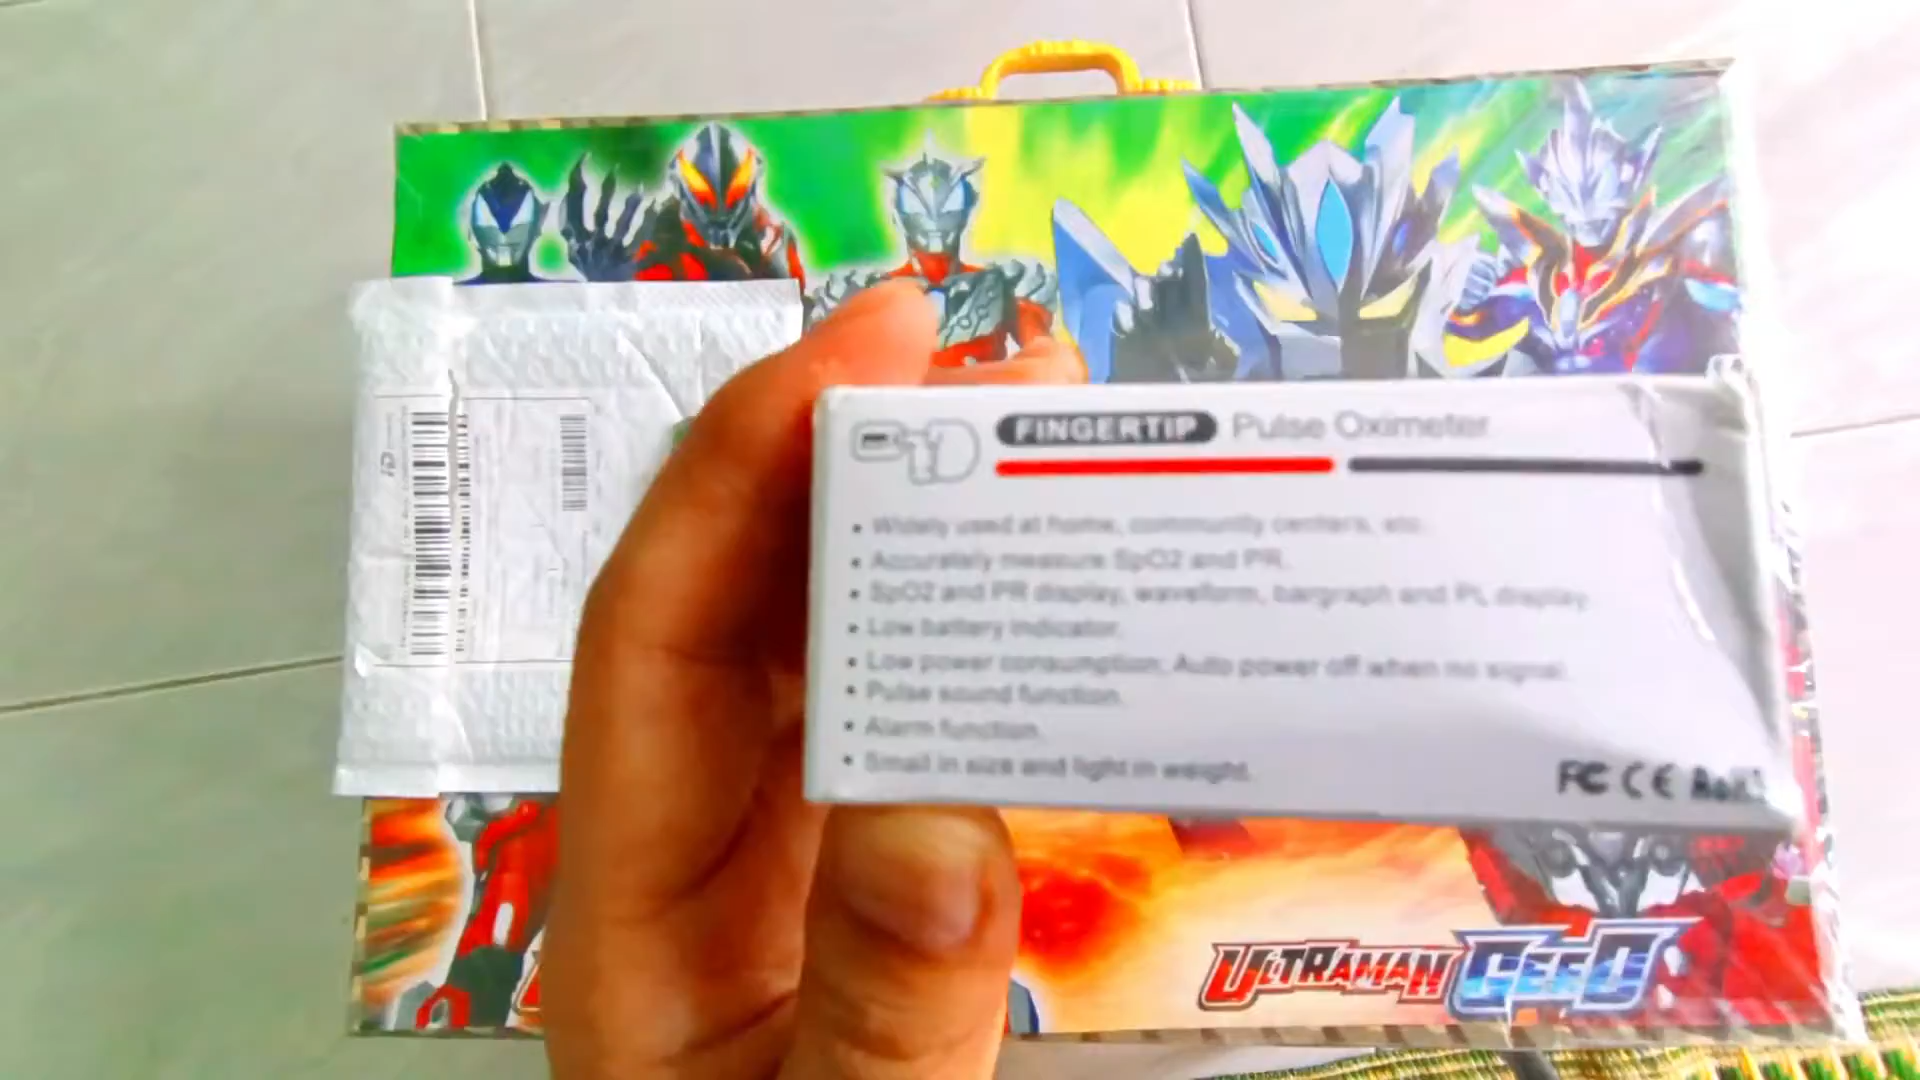 FINGERTIP Pulse Oximeter
• Widely used at home, community centers, etc.
• Accurately measure SpO2 and PR.
• SpO2 and PR display, waveform, bargraph and PL display.
• Low battery indicator.
• Low power consumption; Auto power off when no signal.
• Pulse sound function.
• Alarm function.
• Small in size and light in weight.
FC CE RoHS
ULTRAMAN GEED